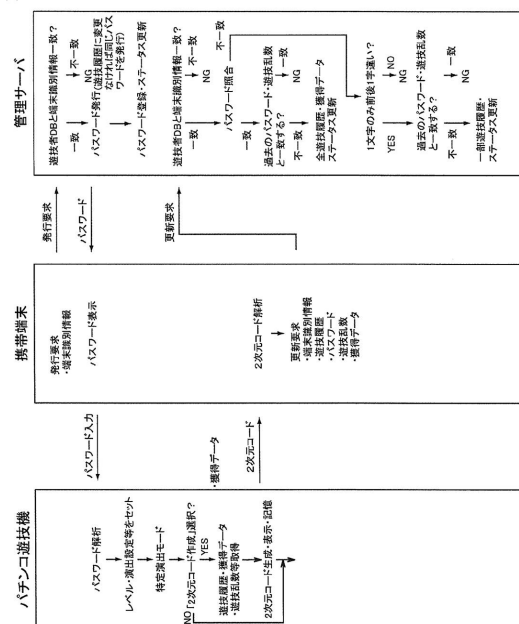 パチンコ遊技機
パスワード解析
レベル・演出設定等をセット
特定演出モード
「2次元コード作成」選択?
NO
YES
遊技履歴・獲得データ
・遊技乱数等取得
2次元コード生成・表示・記憶
パスワード入力
・獲得データ
2次元コード
携帯端末
発行要求
・端末識別情報
パスワード表示
2次元コード解析
更新要求
・端末識別情報
・遊技履歴
・パスワード
・遊技乱数
・獲得データ
発行要求
パスワード
更新要求
管理サーバ
遊技者DBと端末識別情報一致?
一致
不一致
NG
パスワード発行(遊技履歴に変更
なければ同じパス
ワードを発行)
パスワード登録・ステータス更新
遊技者DBと端末識別情報一致?
一致
不一致
NG
パスワード照合
不一致
一致
過去のパスワード・遊技乱数
と一致する?
一致
NG
不一致
全遊技履歴・獲得データ
ステータス更新
1文字のみ前後1字違い?
NO
NG
YES
過去のパスワード・遊技乱数
と一致する?
一致
NG
不一致
一部遊技履歴・
ステータス更新